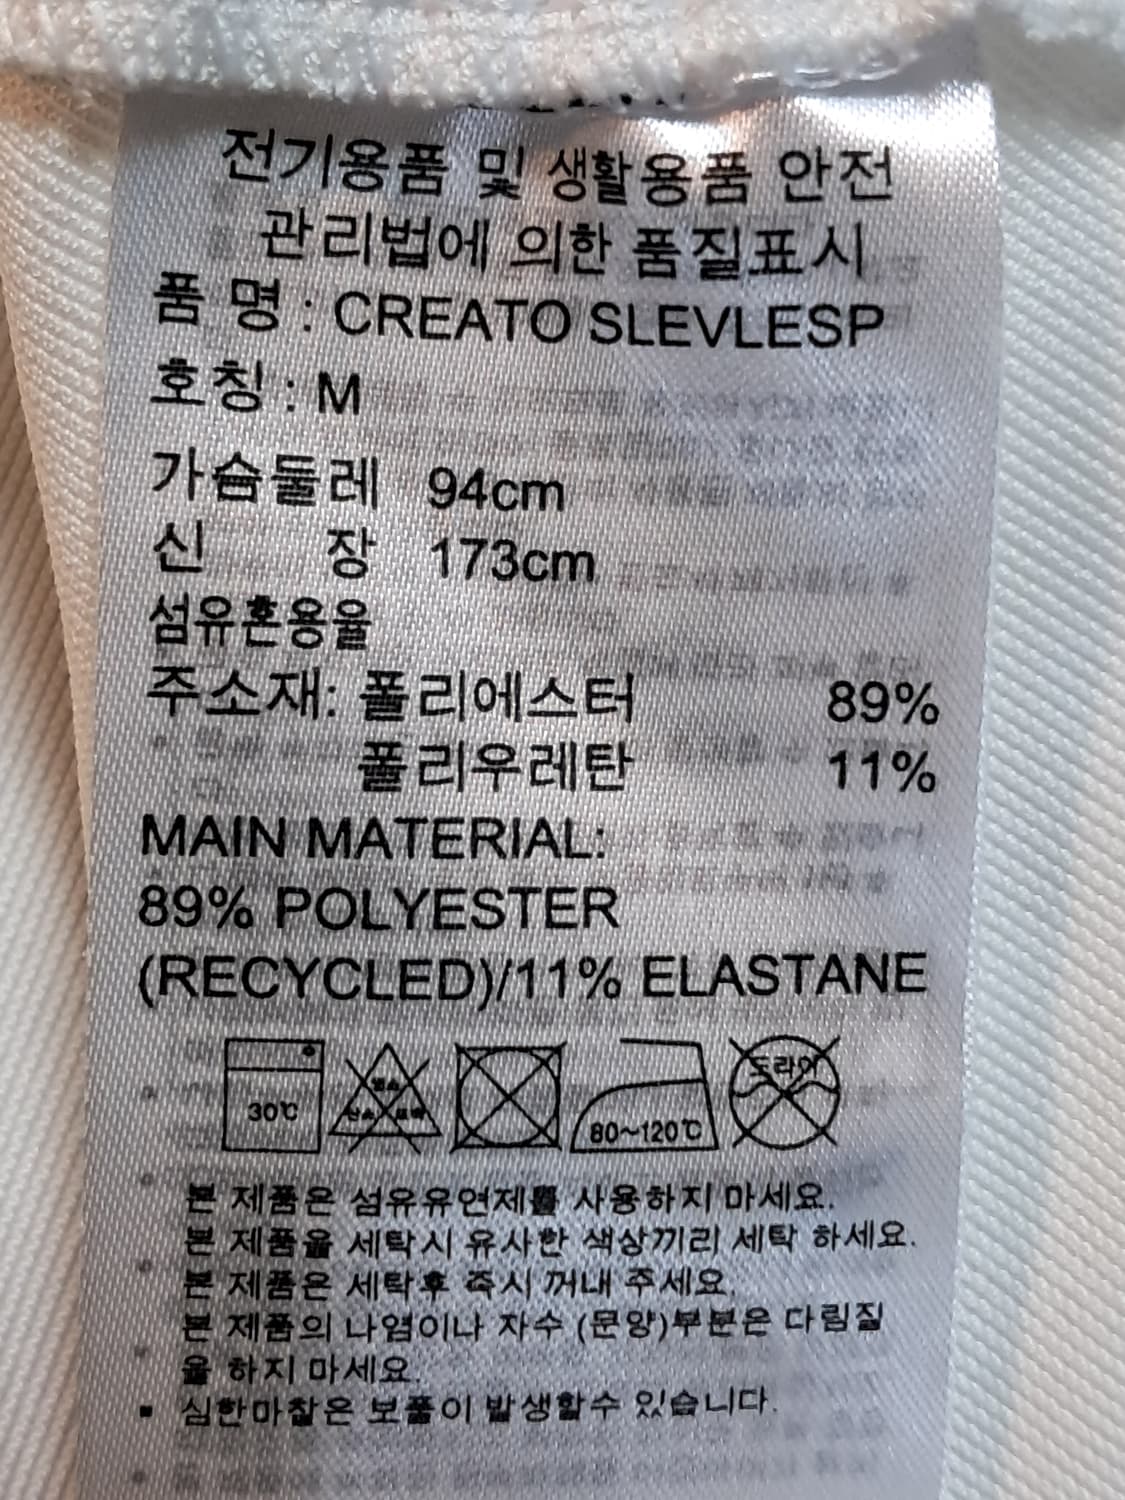 전기용품 및 생활용품 안전
관리법에 의한 품질표시
품 명 : CREATO SLEVLESP
호칭 : M
가슴둘레 94cm
신 장 173cm
섬유혼용율
주소재: 폴리에스터 89%
폴리우레탄 11%
MAIN MATERIAL:
89% POLYESTER
(RECYCLED)/11% ELASTANE
30℃ 80~120℃ 드라이
본 제품은 섬유유연제를 사용하지 마세요.
본 제품을 세탁시 유사한 색상끼리 세탁 하세요.
본 제품은 세탁후 즉시 꺼내 주세요.
본 제품의 나염이나 자수 (문양)부분은 다림질
을 하지 마세요.
▪ 심한마찰은 보풀이 발생할수 있습니다.